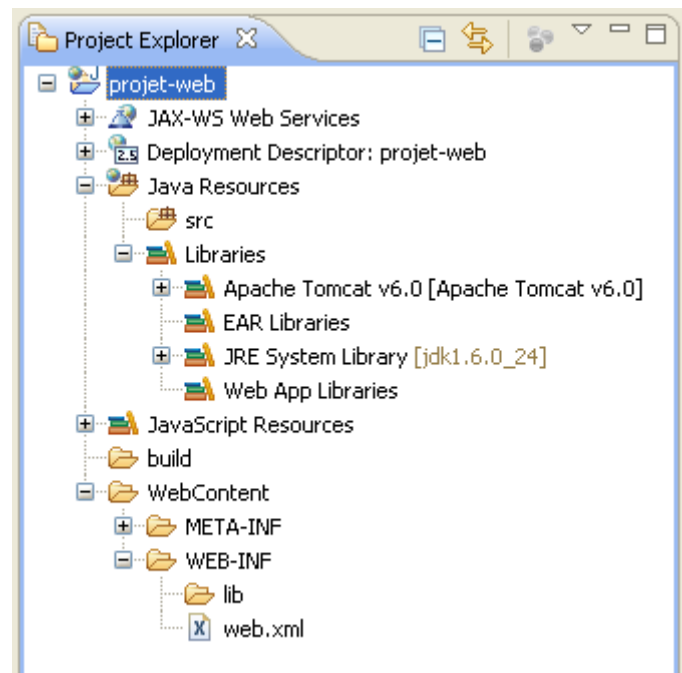 Project Explorer
projet-web
JAX-WS Web Services
2.5 Deployment Descriptor: projet-web
Java Resources
src
Libraries
Apache Tomcat v6.0 [Apache Tomcat v6.0]
EAR Libraries
JRE System Library [jdk1.6.0_24]
Web App Libraries
JavaScript Resources
build
WebContent
META-INF
WEB-INF
lib
X web.xml